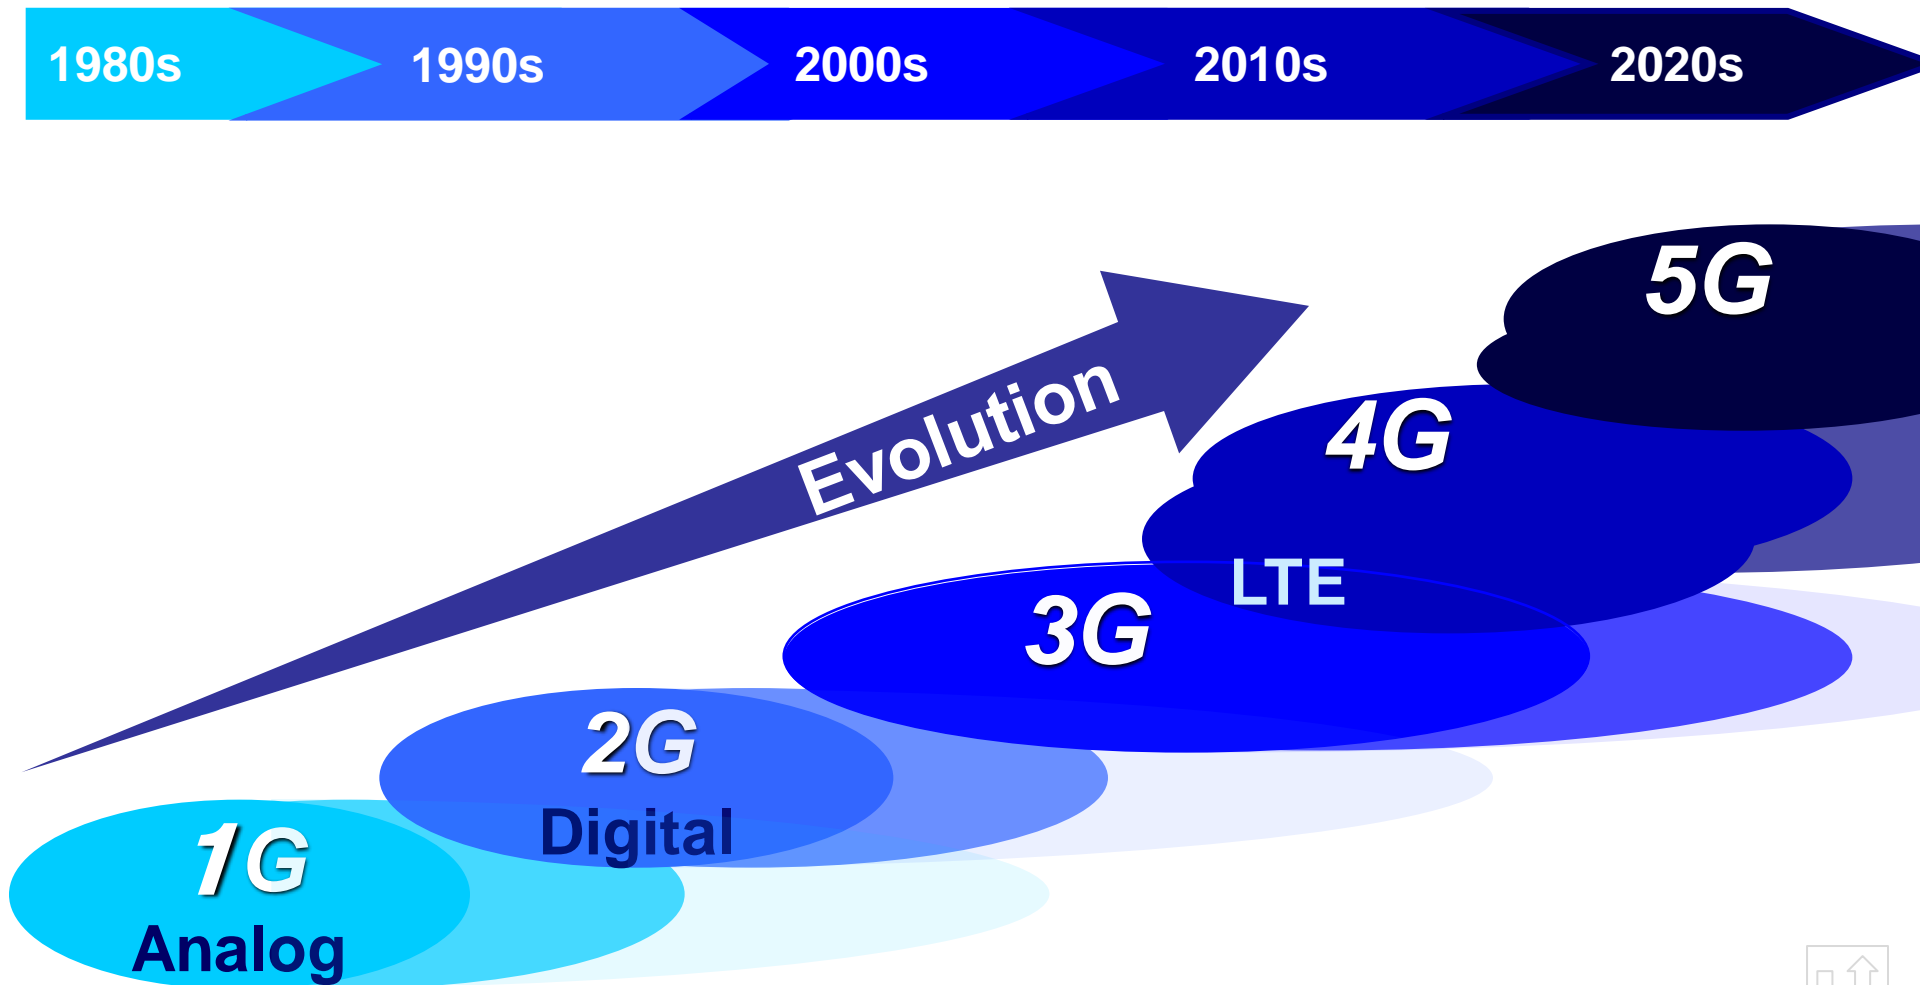 1980s
1990s
2000s
2010s
2020s
5G
Evolution
4G
LTE
3G
2G
Digital
1G
Analog